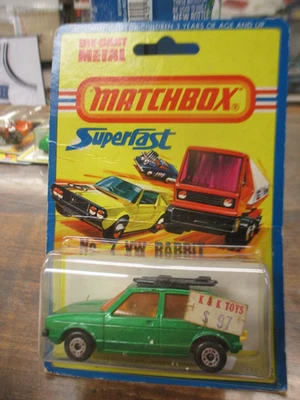 CHILDREN 3 YEARS OF AGE AND UP
DIE-CAST
METAL
MATCHBOX®
Superfast
No. 7 VW RABBIT
K & K TOYS
$ .97